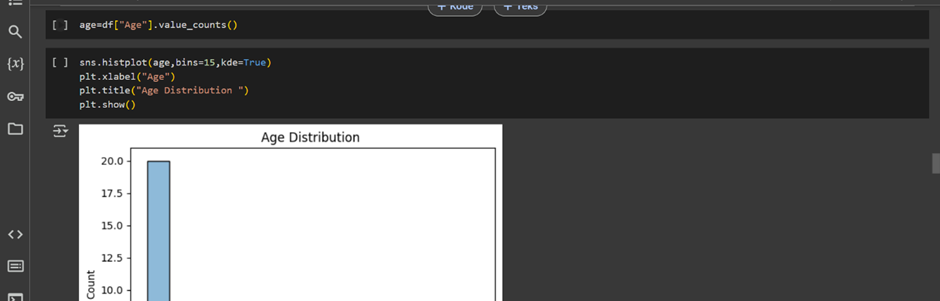 + Kode + Teks
[ ] age=df["Age"].value_counts()
[ ] sns.histplot(age,bins=15,kde=True)
plt.xlabel("Age")
plt.title("Age Distribution ")
plt.show()
{x}
Age Distribution
20.0
17.5
15.0
12.5
10.0
Count
<>